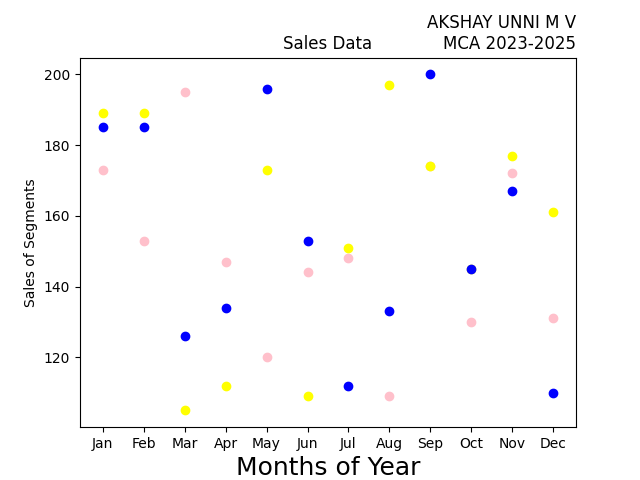 AKSHAY UNNI M V
Sales Data MCA 2023-2025
200
180
160
140
120
Sales of Segments
Jan Feb Mar Apr May Jun Jul Aug Sep Oct Nov Dec
Months of Year